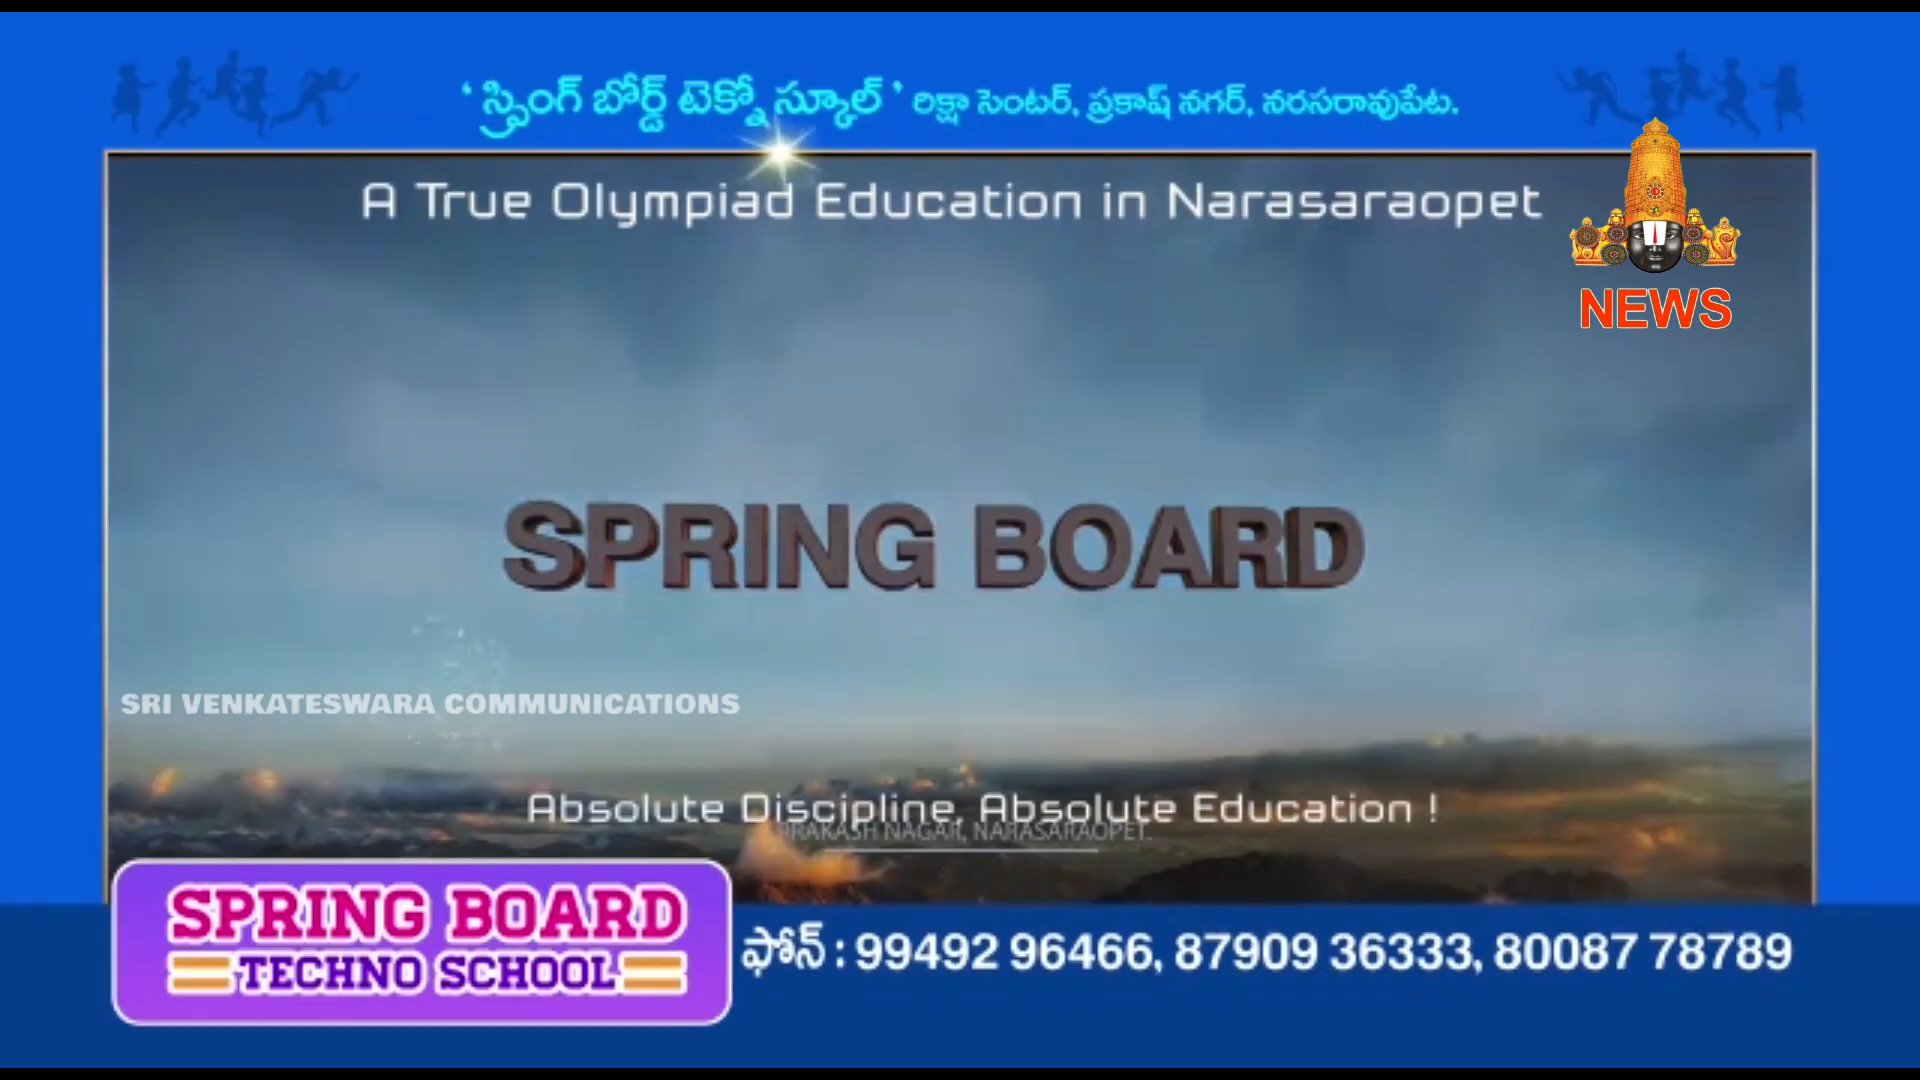 ‘ స్ప్రింగ్ బోర్డ్ టెక్నో స్కూల్ ’ రిక్షా సెంటర్, ప్రకాష్ నగర్, నరసరావుపేట.
A True Olympiad Education in Narasaraopet
NEWS
SPRING BOARD
SRI VENKATESWARA COMMUNICATIONS
Absolute Discipline, Absolute Education !
PRAKASH NAGAR, NARASARAOPET.
SPRING BOARD
TECHNO SCHOOL
ఫోన్ : 99492 96466, 87909 36333, 80087 78789